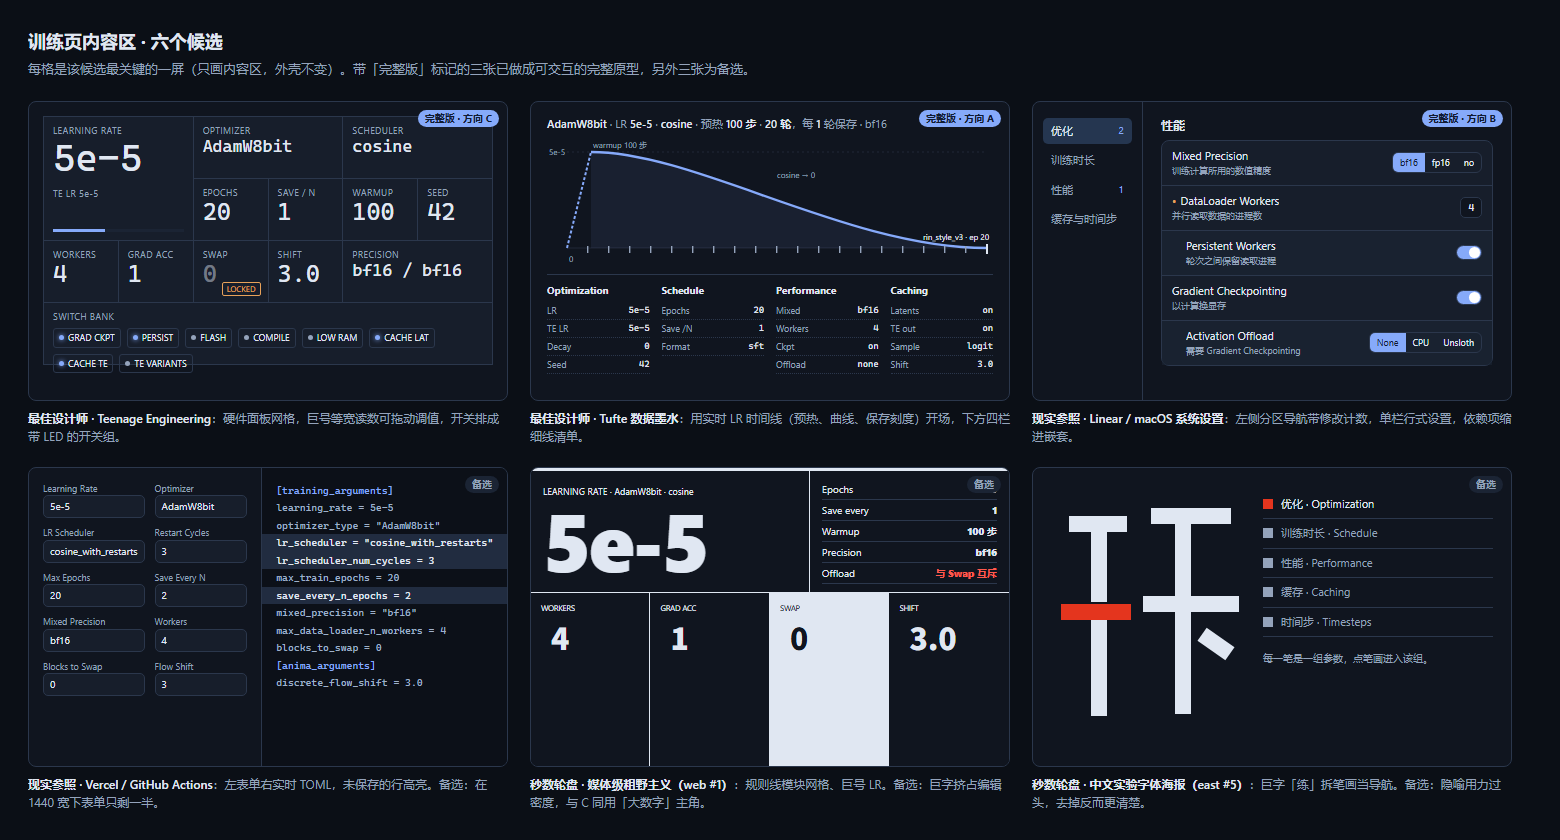 训练页内容区 · 六个候选
每格是该候选最关键的一屏（只画内容区，外壳不变）。带「完整版」标记的三张已做成可交互的完整原型，另外三张为备选。
完整版 · 方向 C
LEARNING RATE
5e−5
TE LR 5e-5
OPTIMIZER
AdamW8bit
SCHEDULER
cosine
EPOCHS
20
SAVE / N
1
WARMUP
100
SEED
42
WORKERS
4
GRAD ACC
1
SWAP
0
LOCKED
SHIFT
3.0
PRECISION
bf16 / bf16
SWITCH BANK
GRAD CKPT
PERSIST
FLASH
COMPILE
LOW RAM
CACHE LAT
CACHE TE
TE VARIANTS
最佳设计师 · Teenage Engineering：硬件面板网格，巨号等宽读数可拖动调值，开关排成
带 LED 的开关组。
完整版 · 方向 A
AdamW8bit · LR 5e-5 · cosine · 预热 100 步 · 20 轮，每 1 轮保存 · bf16
5e-5
warmup 100 步
cosine → 0
rin_style_v3 · ep 20
0
Optimization
LR 5e−5
TE LR 5e−5
Decay 0
Seed 42
Schedule
Epochs 20
Save /N 1
Format sft
Performance
Mixed bf16
Workers 4
Ckpt on
Offload none
Caching
Latents on
TE out on
Sample logit
Shift 3.0
最佳设计师 · Tufte 数据墨水：用实时 LR 时间线（预热、曲线、保存刻度）开场，下方四栏
细线清单。
完整版 · 方向 B
优化 2
训练时长
性能 1
缓存与时间步
性能
Mixed Precision
训练计算所用的数值精度
bf16 fp16 no
DataLoader Workers
并行读取数据的进程数
4
Persistent Workers
轮次之间保留读取进程
Gradient Checkpointing
以计算换显存
Activation Offload
需要 Gradient Checkpointing
None CPU Unsloth
现实参照 · Linear / macOS 系统设置：左侧分区导航带修改计数，单栏行式设置，依赖项缩
进嵌套。
备选
Learning Rate
5e-5
Optimizer
AdamW8bit
LR Scheduler
cosine_with_restarts
Restart Cycles
3
Max Epochs
20
Save Every N
2
Mixed Precision
bf16
Workers
4
Blocks to Swap
0
Flow Shift
3
[training_arguments]
learning_rate = 5e−5
optimizer_type = "AdamW8bit"
lr_scheduler = "cosine_with_restarts"
lr_scheduler_num_cycles = 3
max_train_epochs = 20
save_every_n_epochs = 2
mixed_precision = "bf16"
max_data_loader_n_workers = 4
blocks_to_swap = 0
[anima_arguments]
discrete_flow_shift = 3.0
现实参照 · Vercel / GitHub Actions：左表单右实时 TOML，未保存的行高亮。备选：在
1440 宽下表单只剩一半。
备选
LEARNING RATE · AdamW8bit · cosine
5e-5
Epochs
Save every 1
Warmup 100 步
Precision bf16
Offload 与 Swap 互斥
WORKERS
4
GRAD ACC
1
SWAP
0
SHIFT
3.0
秒数轮盘 · 媒体级粗野主义（web #1）：规则线模块网格、巨号 LR。备选：巨字挤占编辑
密度，与 C 同用「大数字」主角。
备选
优化 · Optimization
训练时长 · Schedule
性能 · Performance
缓存 · Caching
时间步 · Timesteps
每一笔是一组参数，点笔画进入该组。
秒数轮盘 · 中文实验字体海报（east #5）：巨字「练」拆笔画当导航。备选：隐喻用力过
头，去掉反而更清楚。